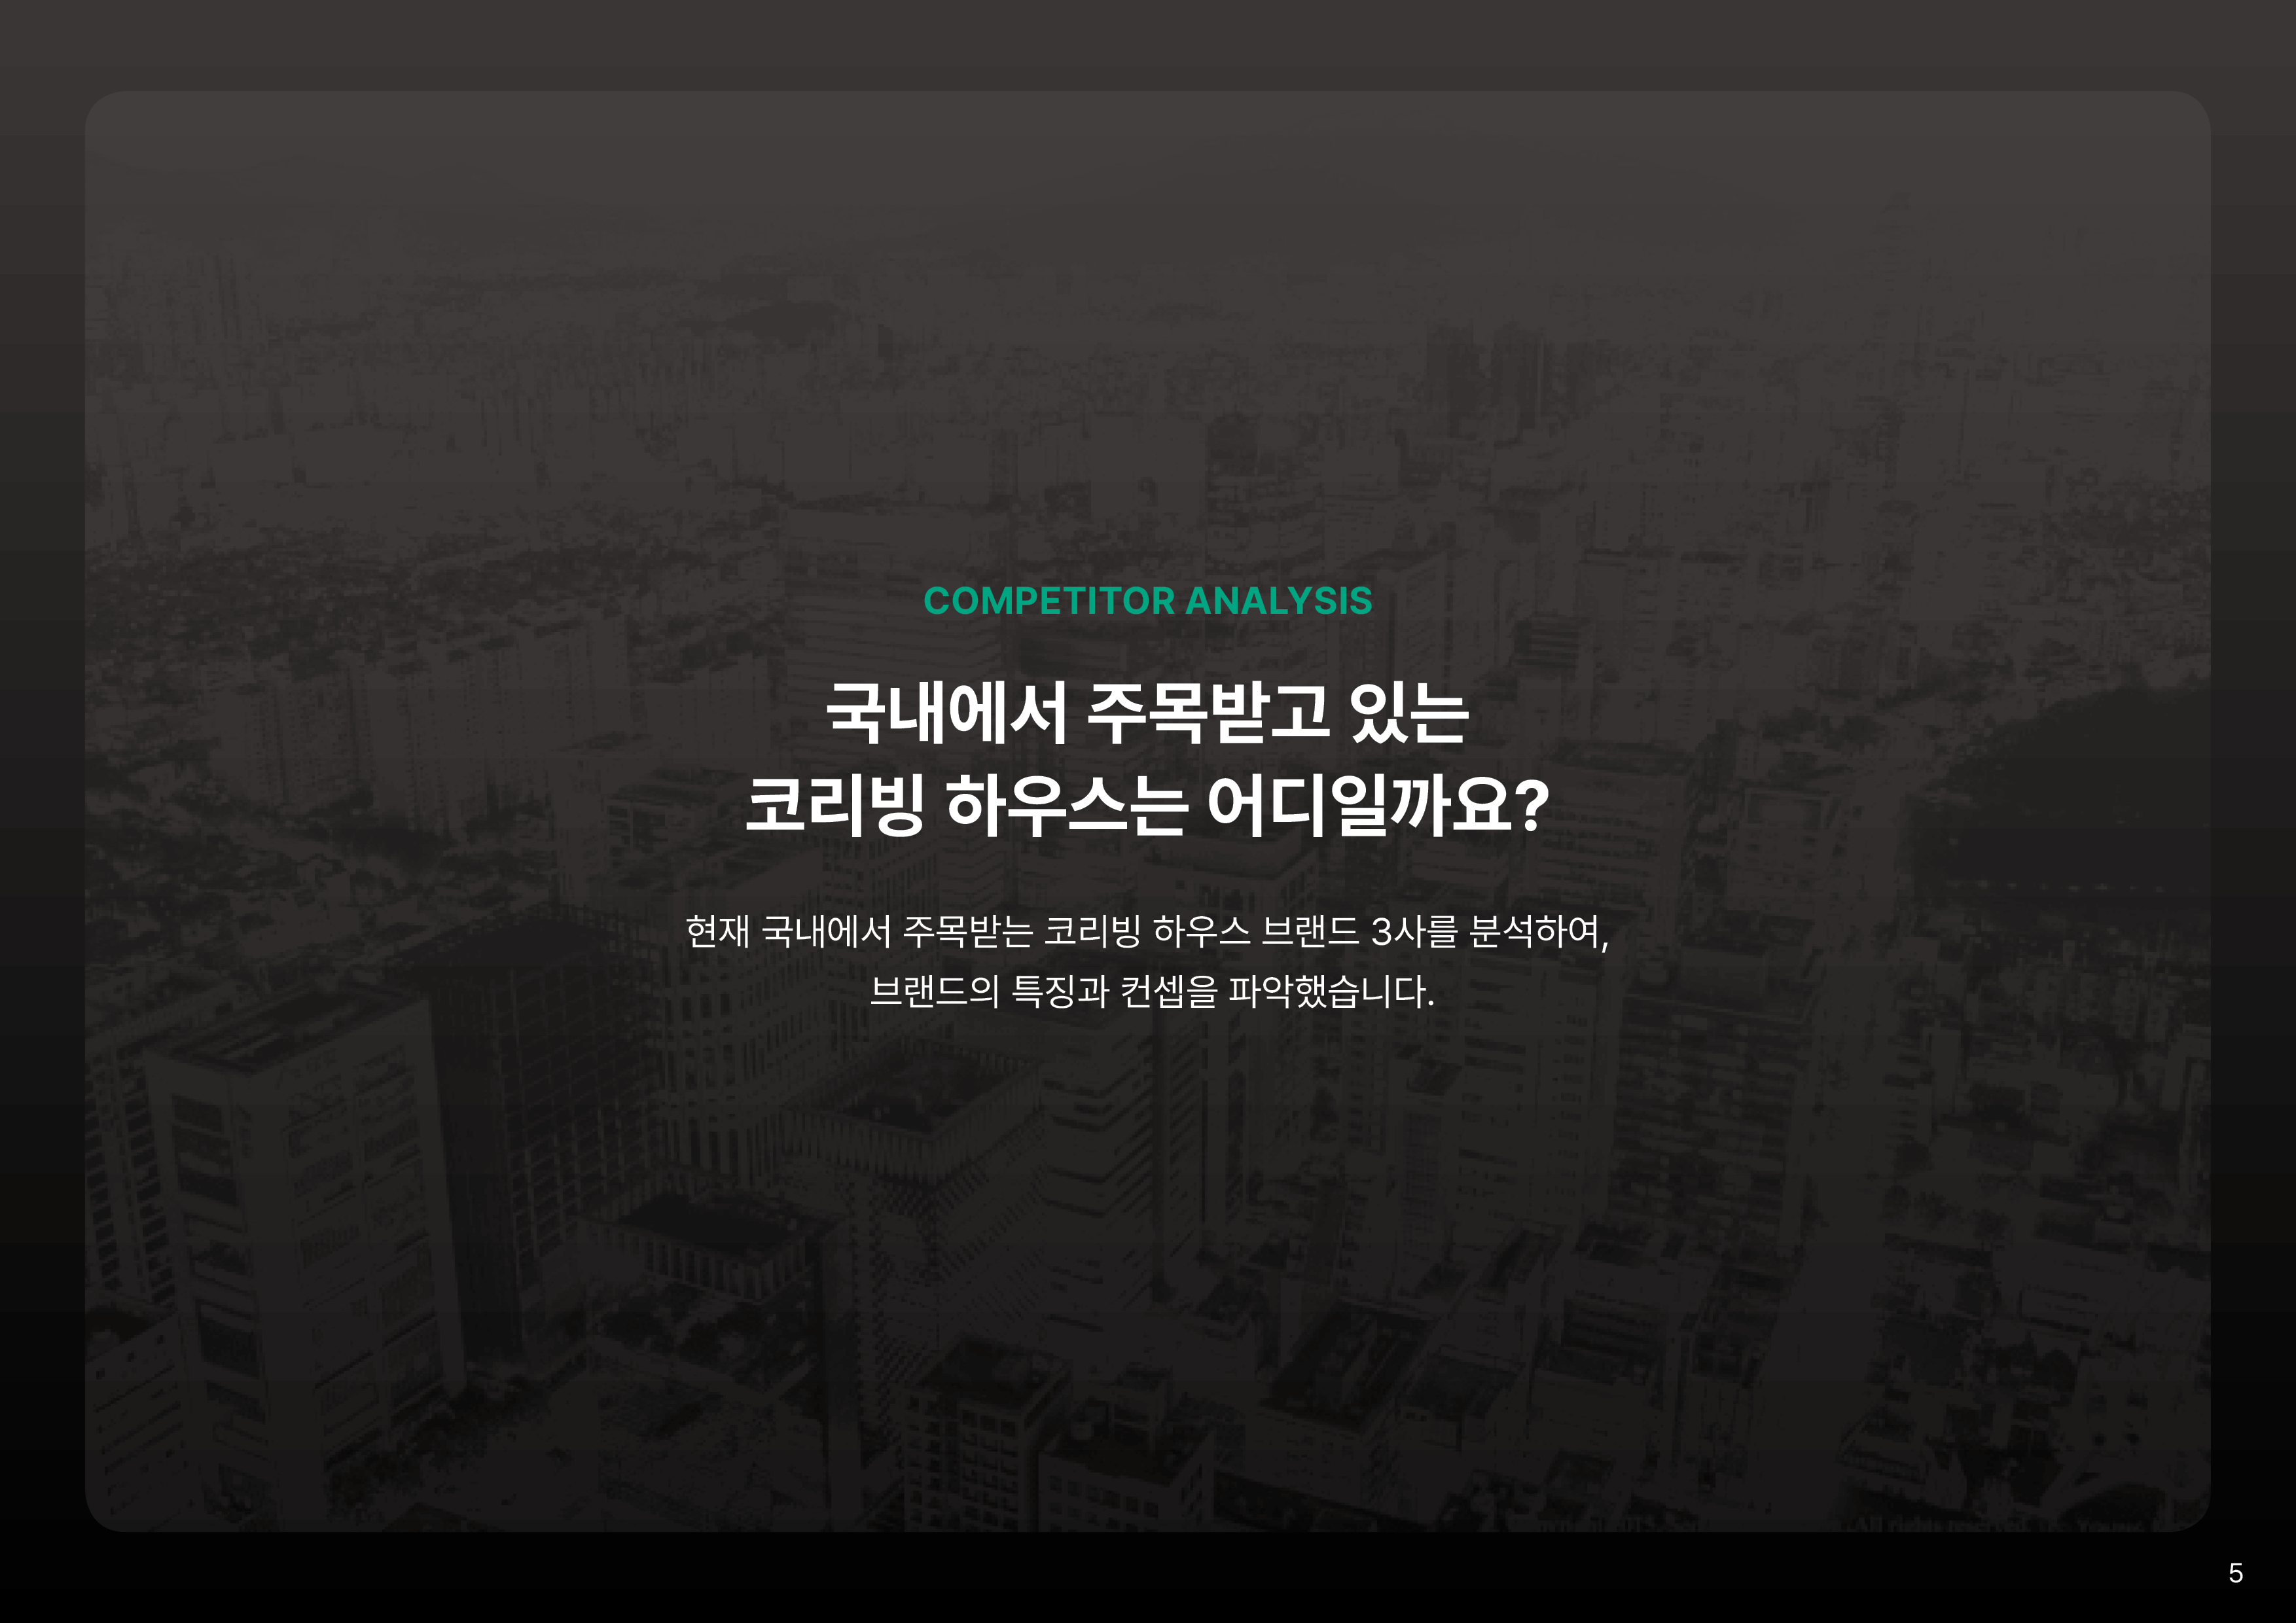 COMPETITOR ANALYSIS
국내에서 주목받고 있는
코리빙 하우스는 어디일까요?
현재 국내에서 주목받는 코리빙 하우스 브랜드 3사를 분석하여,
브랜드의 특징과 컨셉을 파악했습니다.
5